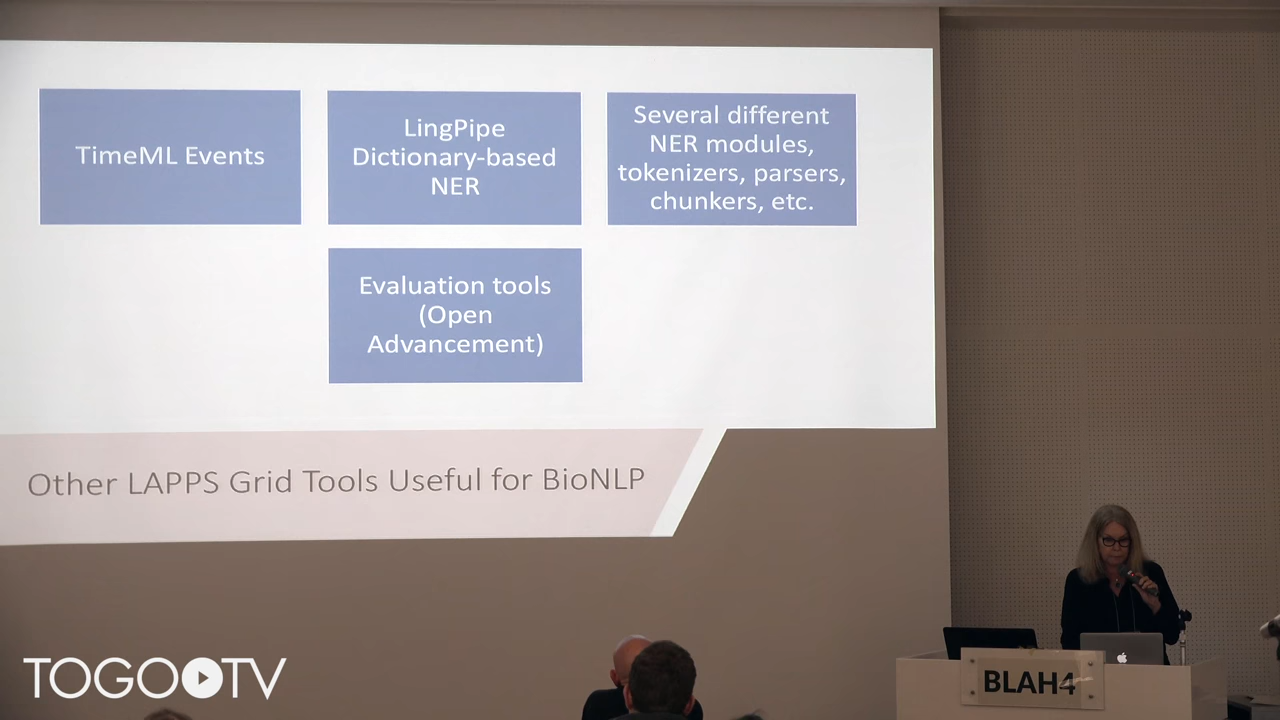 TimeML Events
LingPipe
Dictionary-based
NER
Several different
NER modules,
tokenizers, parsers,
chunkers, etc.
Evaluation tools
(Open
Advancement)
Other LAPPS Grid Tools Useful for BioNLP
BLAH4
TOGOTV